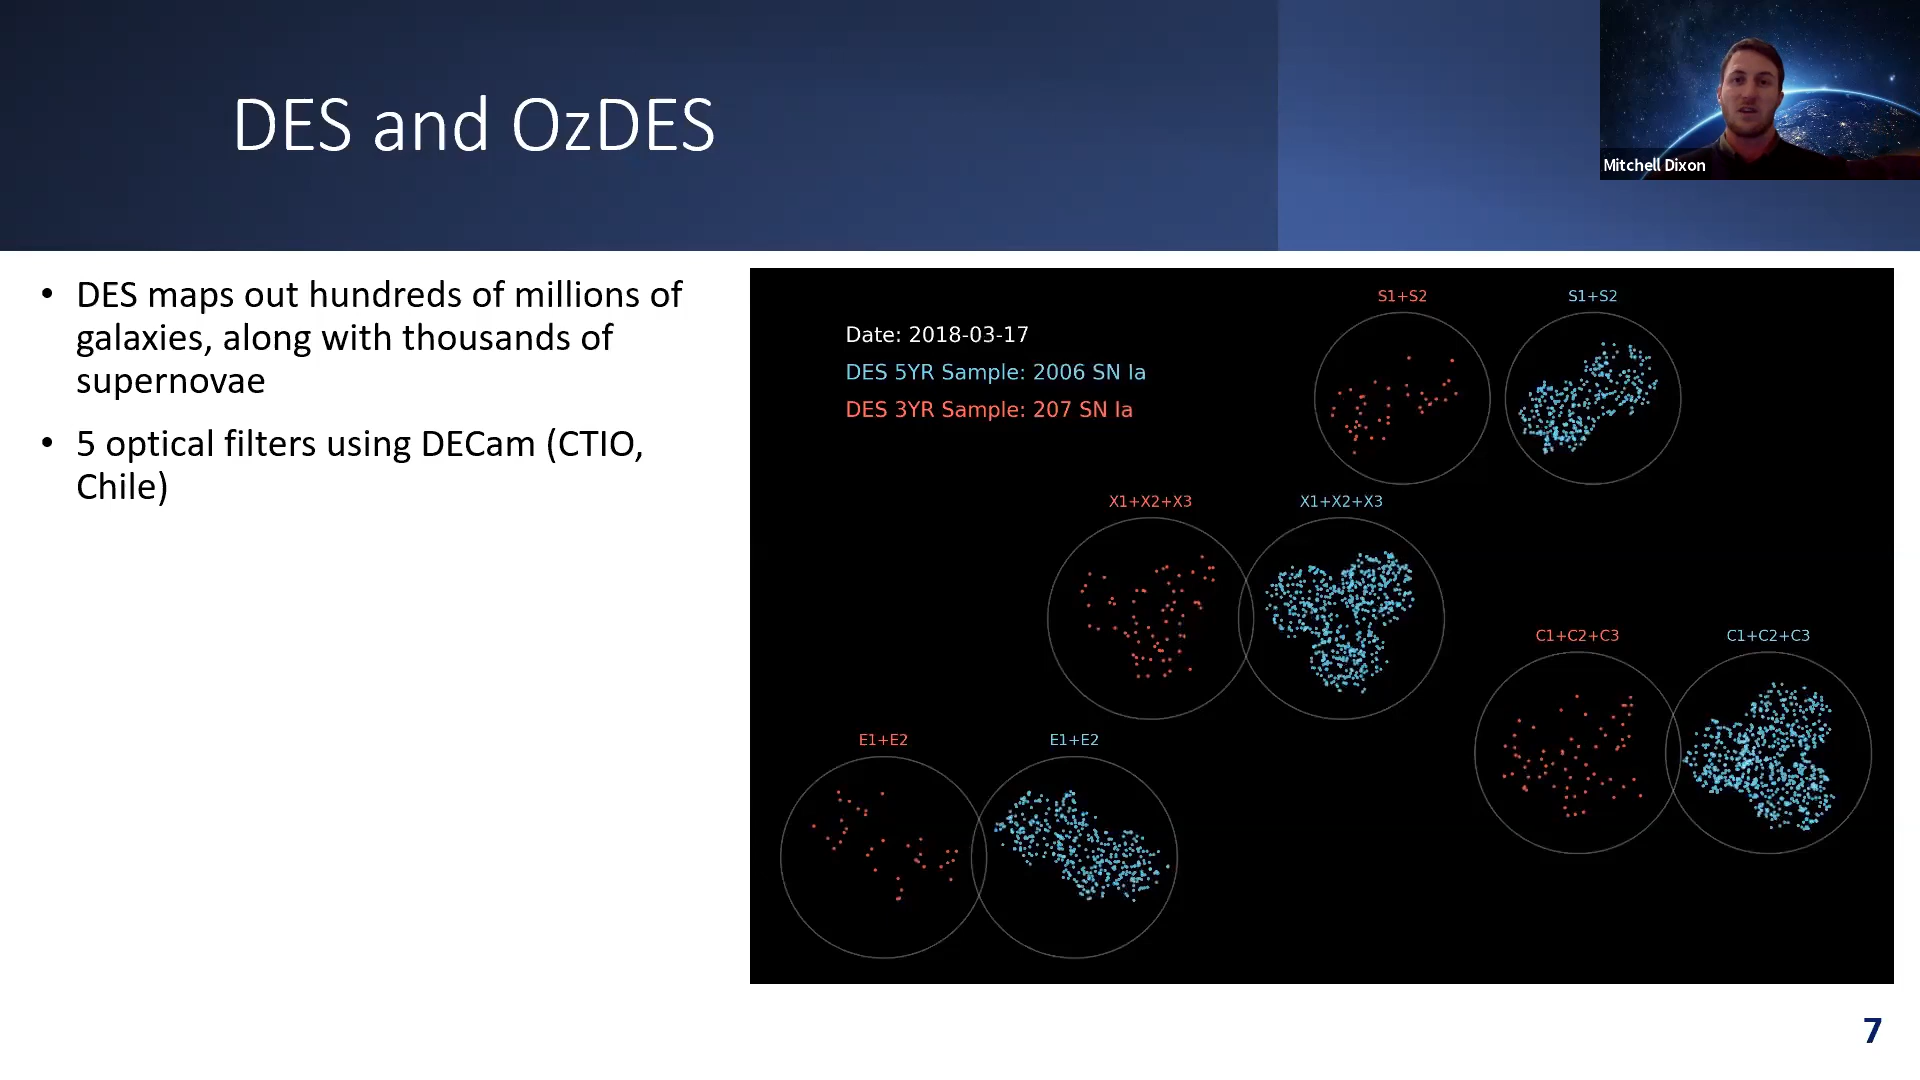 DES and OzDES
Mitchell Dixon
• DES maps out hundreds of millions of
galaxies, along with thousands of
supernovae
• 5 optical filters using DECam (CTIO,
Chile)
Date: 2018-03-17
DES 5YR Sample: 2006 SN Ia
DES 3YR Sample: 207 SN Ia
S1+S2
S1+S2
X1+X2+X3
X1+X2+X3
C1+C2+C3
C1+C2+C3
E1+E2
E1+E2
7